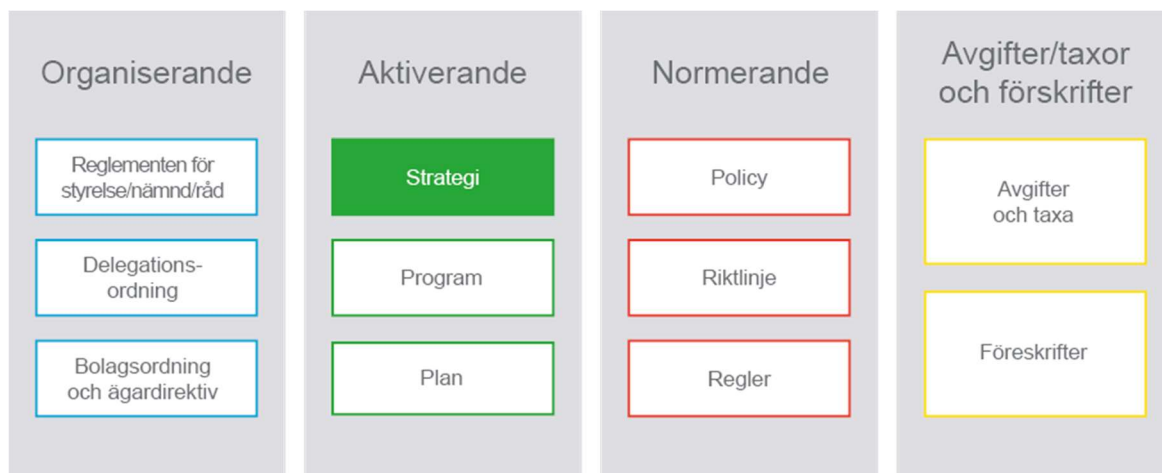 Organiserande
Reglementen för
styrelse/nämnd/råd
Delegations-
ordning
Bolagsordning
och ägardirektiv
Aktiverande
Strategi
Program
Plan
Normerande
Policy
Riktlinje
Regler
Avgifter/taxor
och förskrifter
Avgifter
och taxa
Föreskrifter